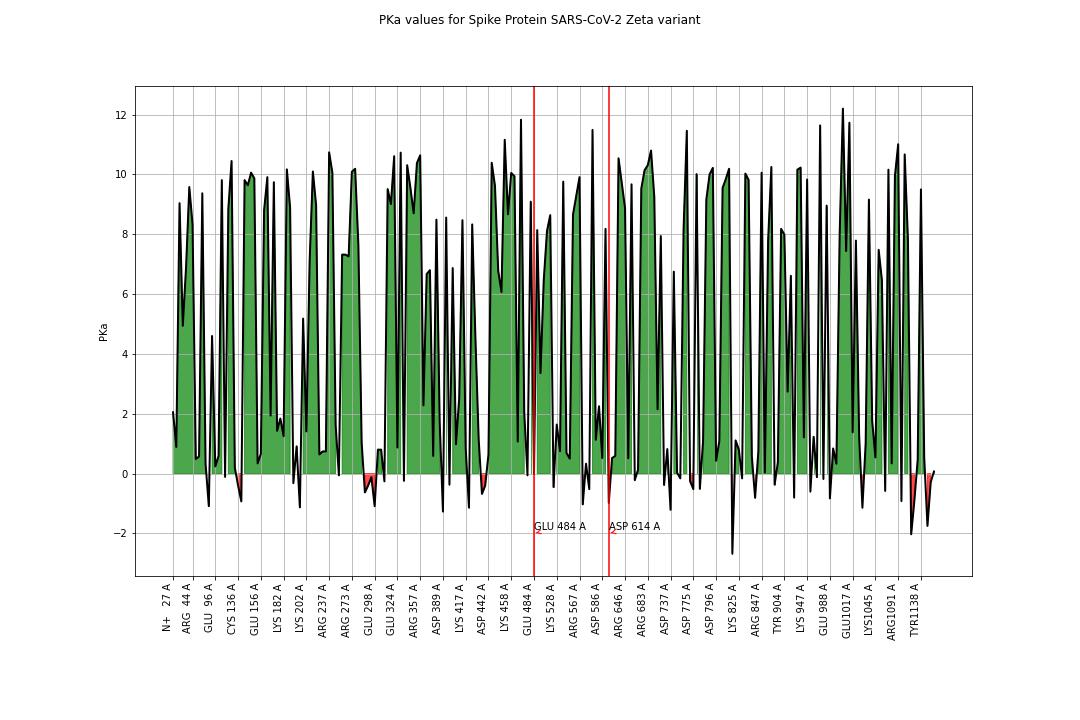 PKa values for Spike Protein SARS-CoV-2 Zeta variant
12
10
8
6
4
2
0
−2
PKa
GLU 484 A
ASP 614 A
N+ 27 A
ARG 44 A
GLU 96 A
CYS 136 A
GLU 156 A
LYS 182 A
LYS 202 A
ARG 237 A
ARG 273 A
GLU 298 A
GLU 324 A
ARG 357 A
ASP 389 A
LYS 417 A
ASP 442 A
LYS 458 A
GLU 484 A
LYS 528 A
ARG 567 A
ASP 586 A
ARG 646 A
ARG 683 A
ASP 737 A
ASP 775 A
ASP 796 A
LYS 825 A
ARG 847 A
TYR 904 A
LYS 947 A
GLU 988 A
GLU1017 A
LYS1045 A
ARG1091 A
TYR1138 A